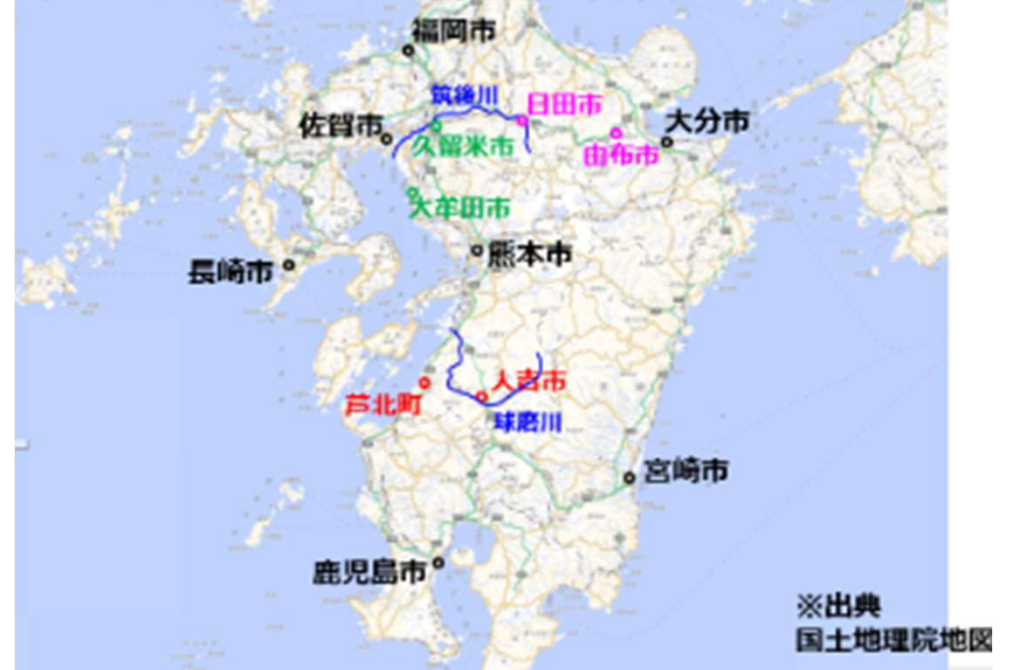 福岡市
筑後川
日田市
佐賀市
大分市
久留米市
由布市
大牟田市
熊本市
長崎市
人吉市
芦北町
球磨川
宮崎市
鹿児島市
※出典
国土地理院地図